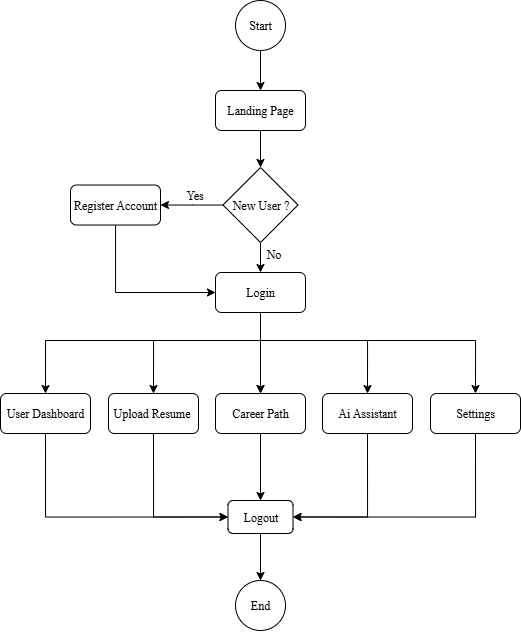 Start
Landing Page
Yes
Register Account
New User ?
No
Login
User Dashboard
Upload Resume
Career Path
Ai Assistant
Settings
Logout
End